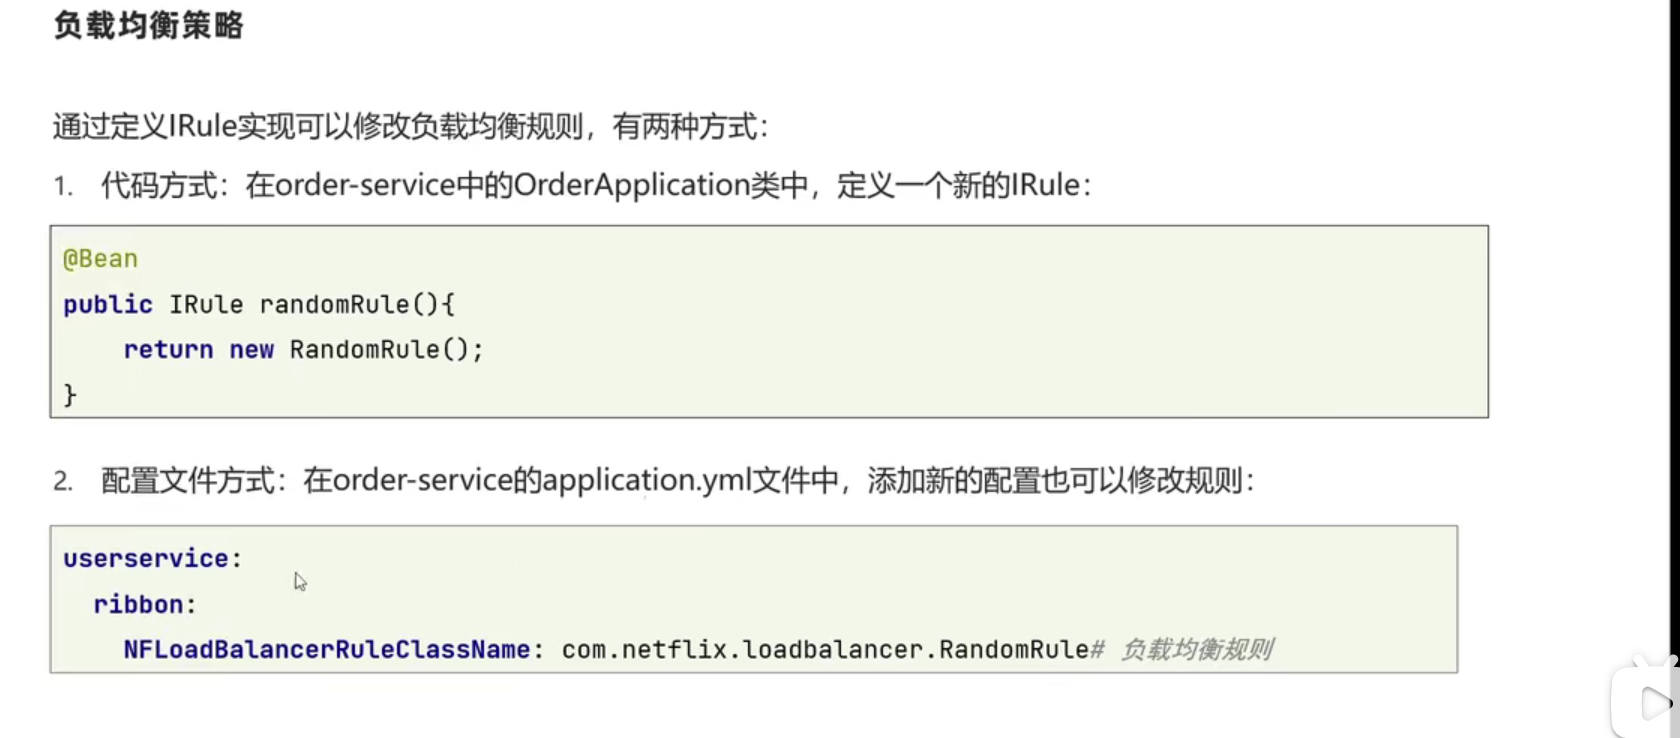 负载均衡策略
通过定义IRule实现可以修改负载均衡规则，有两种方式：
1. 代码方式：在order-service中的OrderApplication类中，定义一个新的IRule：
@Bean
public IRule randomRule(){
    return new RandomRule();
}
2. 配置文件方式：在order-service的application.yml文件中，添加新的配置也可以修改规则：
userservice:
  ribbon:
    NFLoadBalancerRuleClassName: com.netflix.loadbalancer.RandomRule# 负载均衡规则